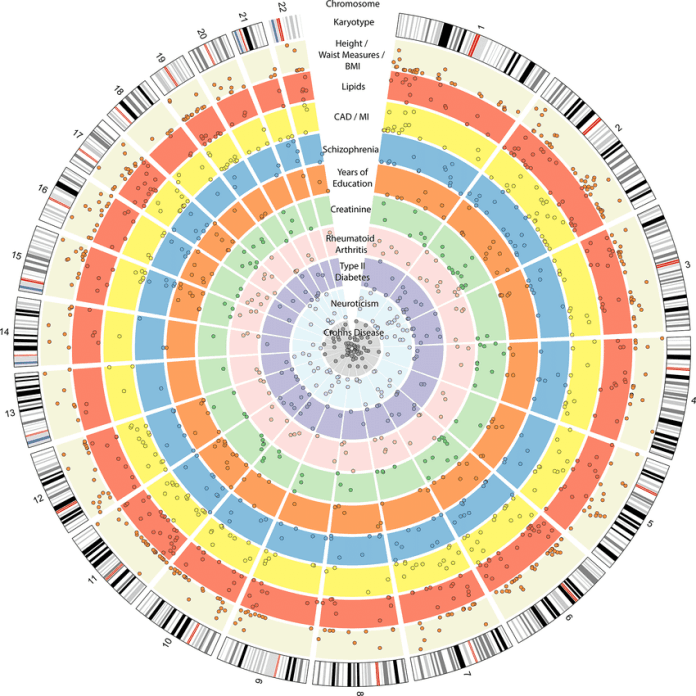 Chromosome
Karyotype
Height /
Waist Measures /
BMI
Lipids
CAD / MI
Schizophrenia
Years of
Education
Creatinine
Rheumatoid
Arthritis
Type II
Diabetes
Neuroticism
Crohns Disease
1
2
3
4
5
6
7
8
9
10
11
12
13
14
15
16
17
18
19
20
21
22